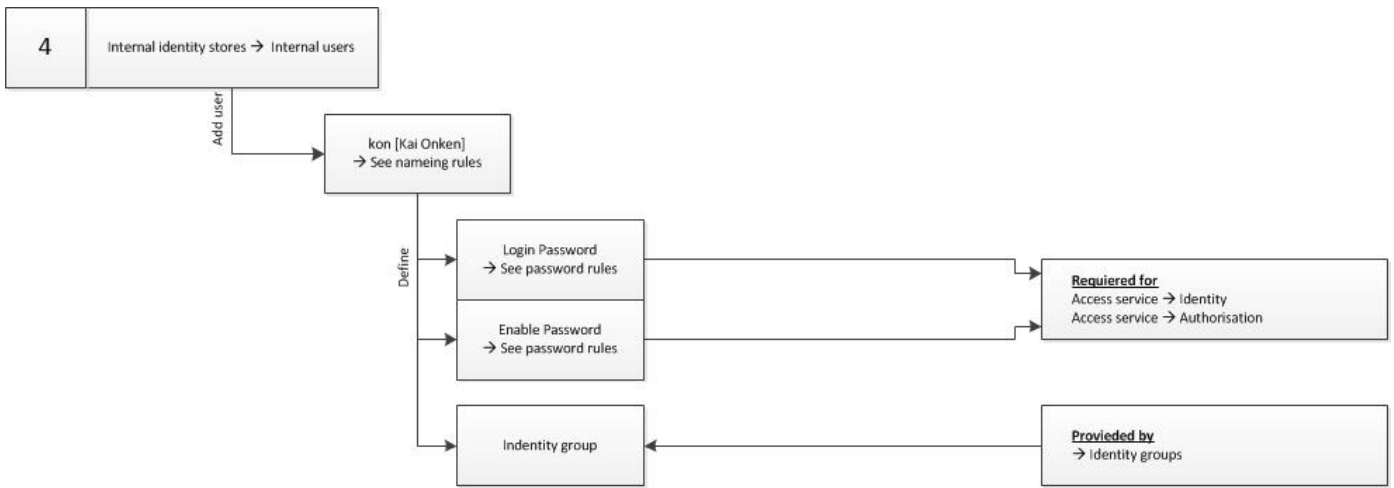 4
Internal identity stores → Internal users
Add user
kon [Kai Onken]
→ See nameing rules
Define
Login Password
→ See password rules
Enable Password
→ See password rules
Requiered for
Access service → Identity
Access service → Authorisation
Indentity group
Provieded by
→ Identity groups